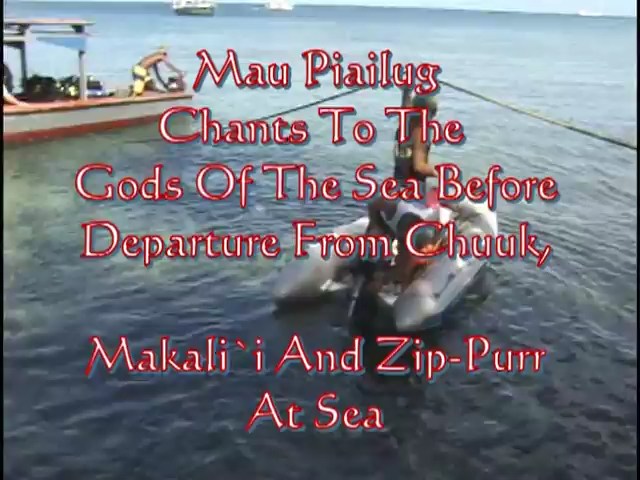 Mau Piailug
Chants To The
Gods Of The Sea Before
Departure From Chuuk,
Makali`i And Zip-Purr
At Sea